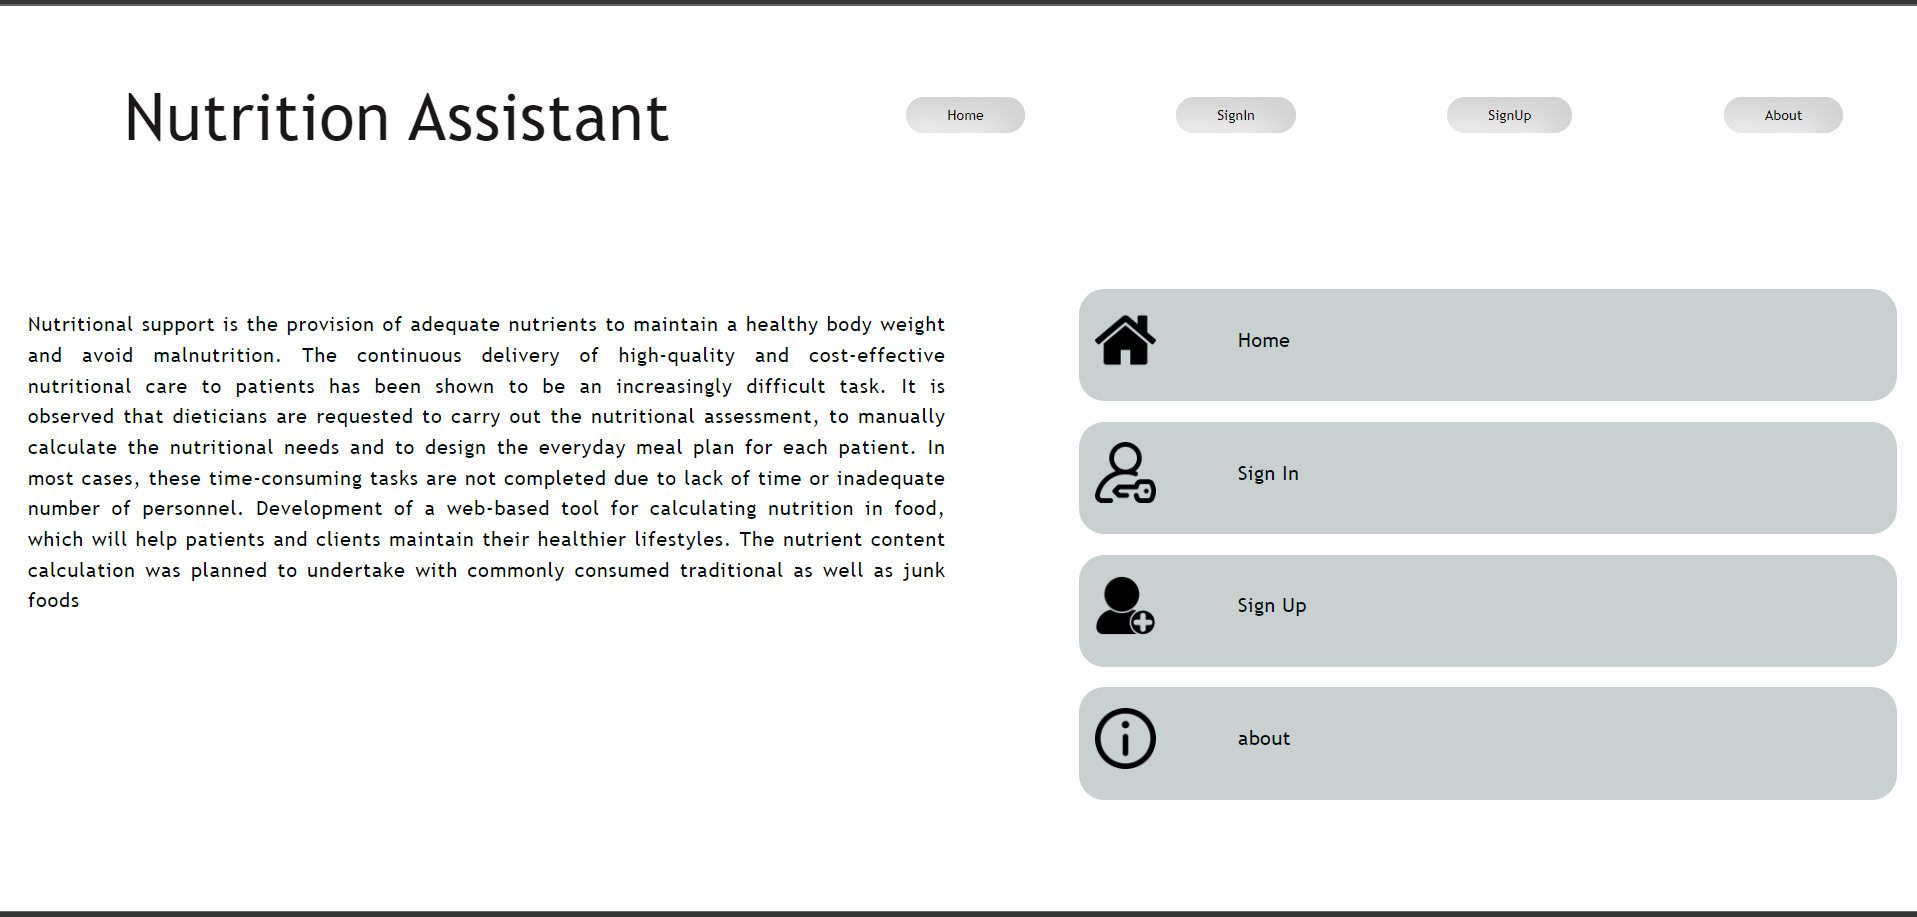 Nutrition Assistant
Home
SignIn
SignUp
About
Nutritional support is the provision of adequate nutrients to maintain a healthy body weight
and avoid malnutrition. The continuous delivery of high-quality and cost-effective
nutritional care to patients has been shown to be an increasingly difficult task. It is
observed that dieticians are requested to carry out the nutritional assessment, to manually
calculate the nutritional needs and to design the everyday meal plan for each patient. In
most cases, these time-consuming tasks are not completed due to lack of time or inadequate
number of personnel. Development of a web-based tool for calculating nutrition in food,
which will help patients and clients maintain their healthier lifestyles. The nutrient content
calculation was planned to undertake with commonly consumed traditional as well as junk
foods
Home
Sign In
Sign Up
about